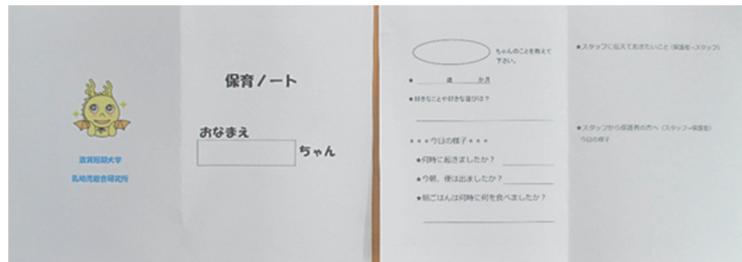 保育ノート
おなまえ
ちゃん
滋賀短期大学
乳幼児総合研究所
ちゃんのことを教えて
下さい。
★ 歳 か月
★好きなことや好きな遊びは？
＊＊＊今日の様子＊＊＊
★何時に起きましたか？
★今朝、便は出ましたか？
★朝ごはんは何時に何を食べましたか？
★スタッフに伝えておきたいこと（保護者→スタッフ）
★スタッフから保護者の方へ（スタッフ→保護者）
今日の様子